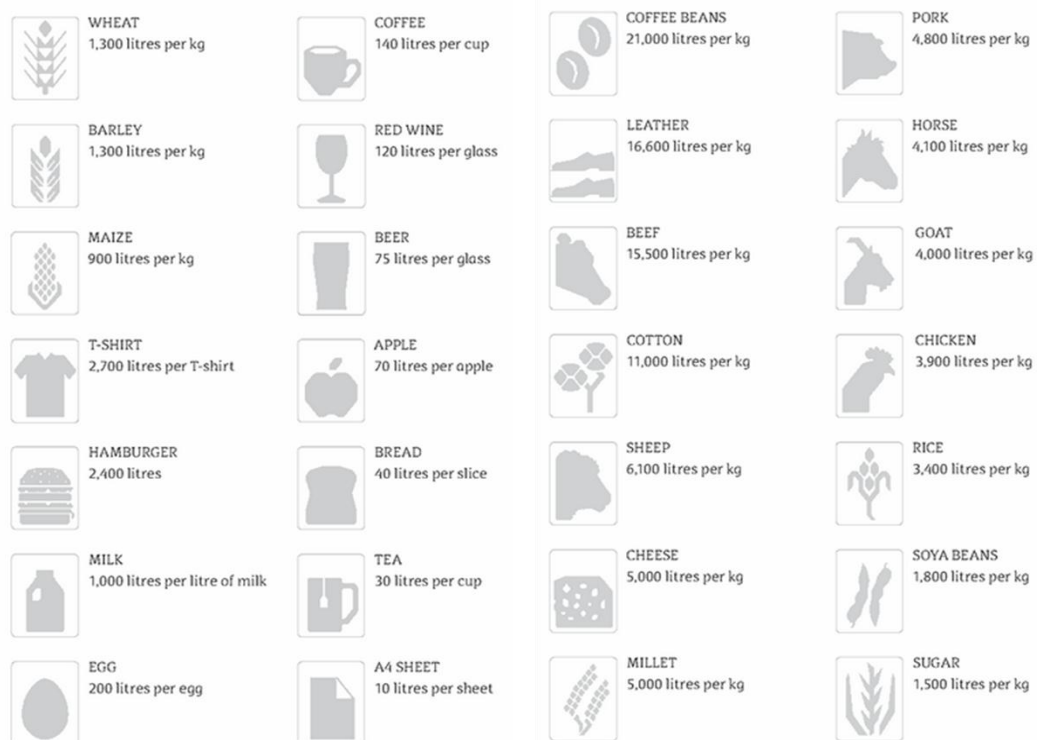 WHEAT
1,300 litres per kg
COFFEE
140 litres per cup
COFFEE BEANS
21,000 litres per kg
PORK
4,800 litres per kg
BARLEY
1,300 litres per kg
RED WINE
120 litres per glass
LEATHER
16,600 litres per kg
HORSE
4,100 litres per kg
MAIZE
900 litres per kg
BEER
75 litres per glass
BEEF
15,500 litres per kg
GOAT
4,000 litres per kg
T-SHIRT
2,700 litres per T-shirt
APPLE
70 litres per apple
COTTON
11,000 litres per kg
CHICKEN
3,900 litres per kg
HAMBURGER
2,400 litres
BREAD
40 litres per slice
SHEEP
6,100 litres per kg
RICE
3,400 litres per kg
MILK
1,000 litres per litre of milk
TEA
30 litres per cup
CHEESE
5,000 litres per kg
SOYA BEANS
1,800 litres per kg
EGG
200 litres per egg
A4 SHEET
10 litres per sheet
MILLET
5,000 litres per kg
SUGAR
1,500 litres per kg